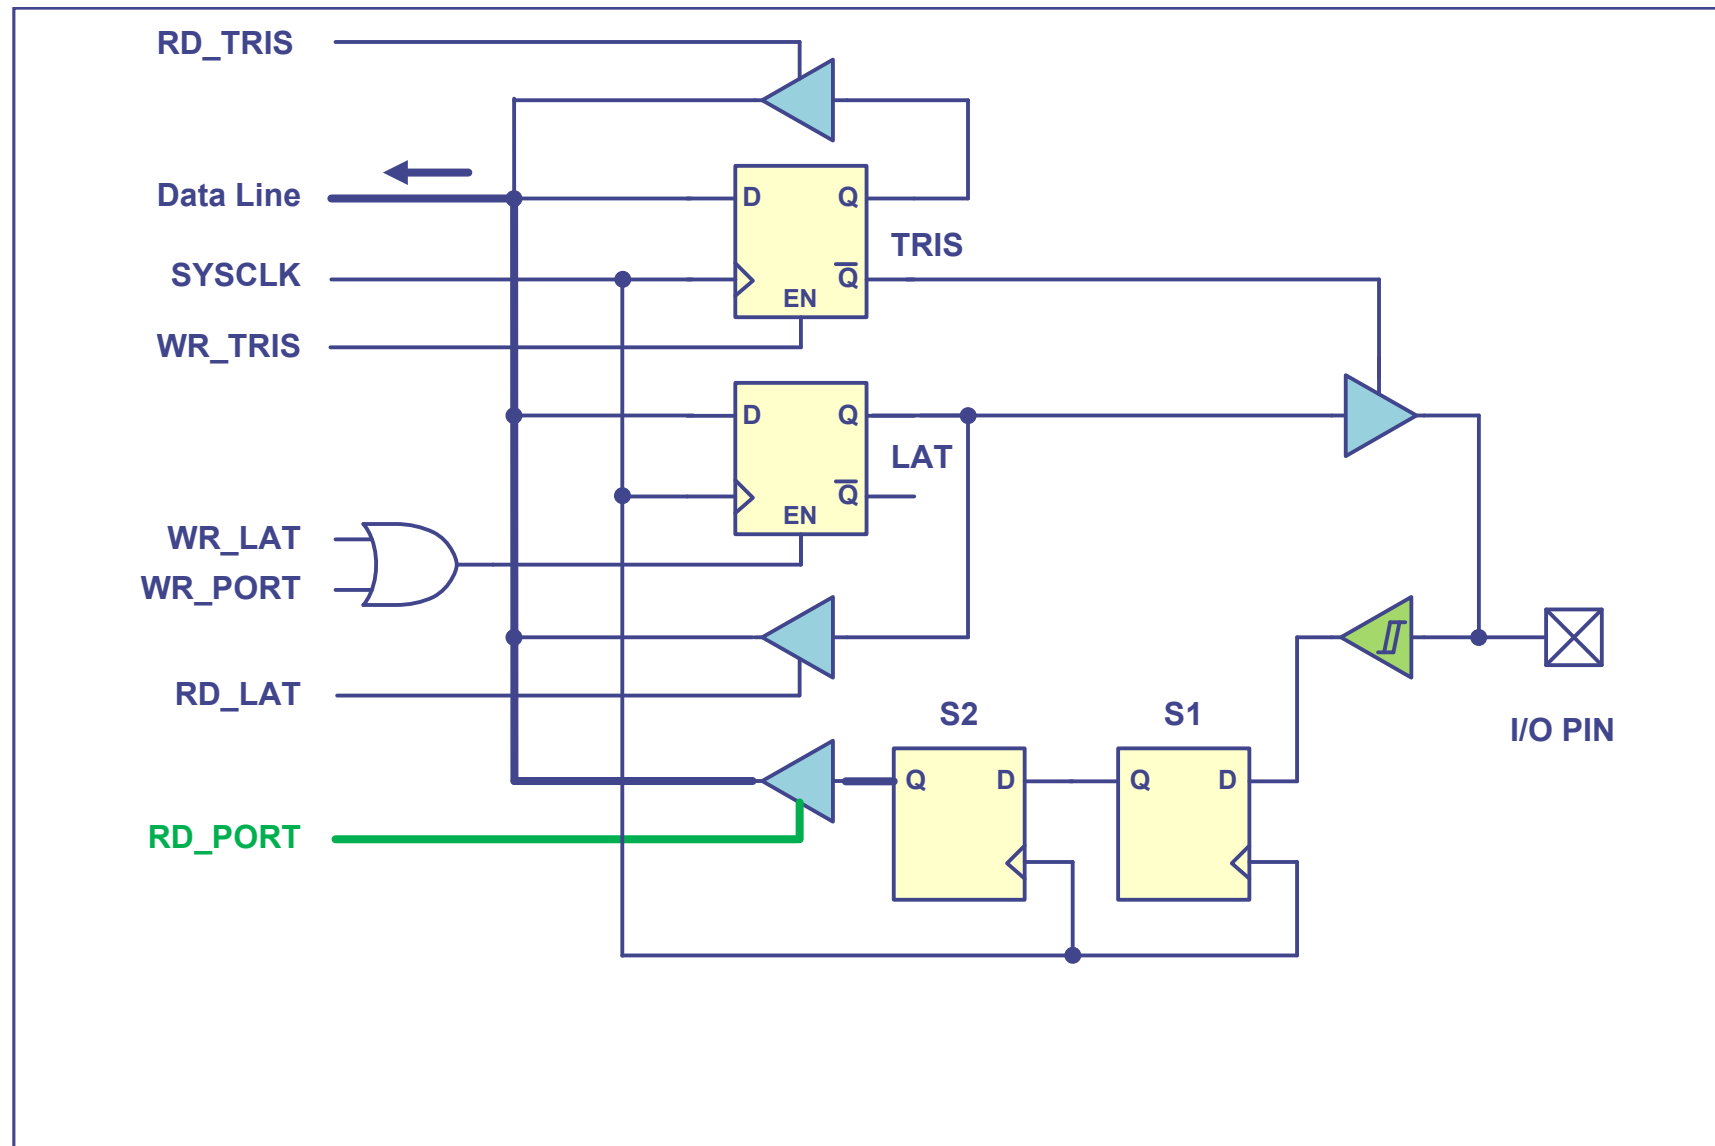 RD_TRIS
Data Line
D
Q
TRIS
SYSCLK
Q
EN
WR_TRIS
D
Q
LAT
Q
EN
WR_LAT
WR_PORT
RD_LAT
S2
S1
I/O PIN
Q
D
Q
D
RD_PORT